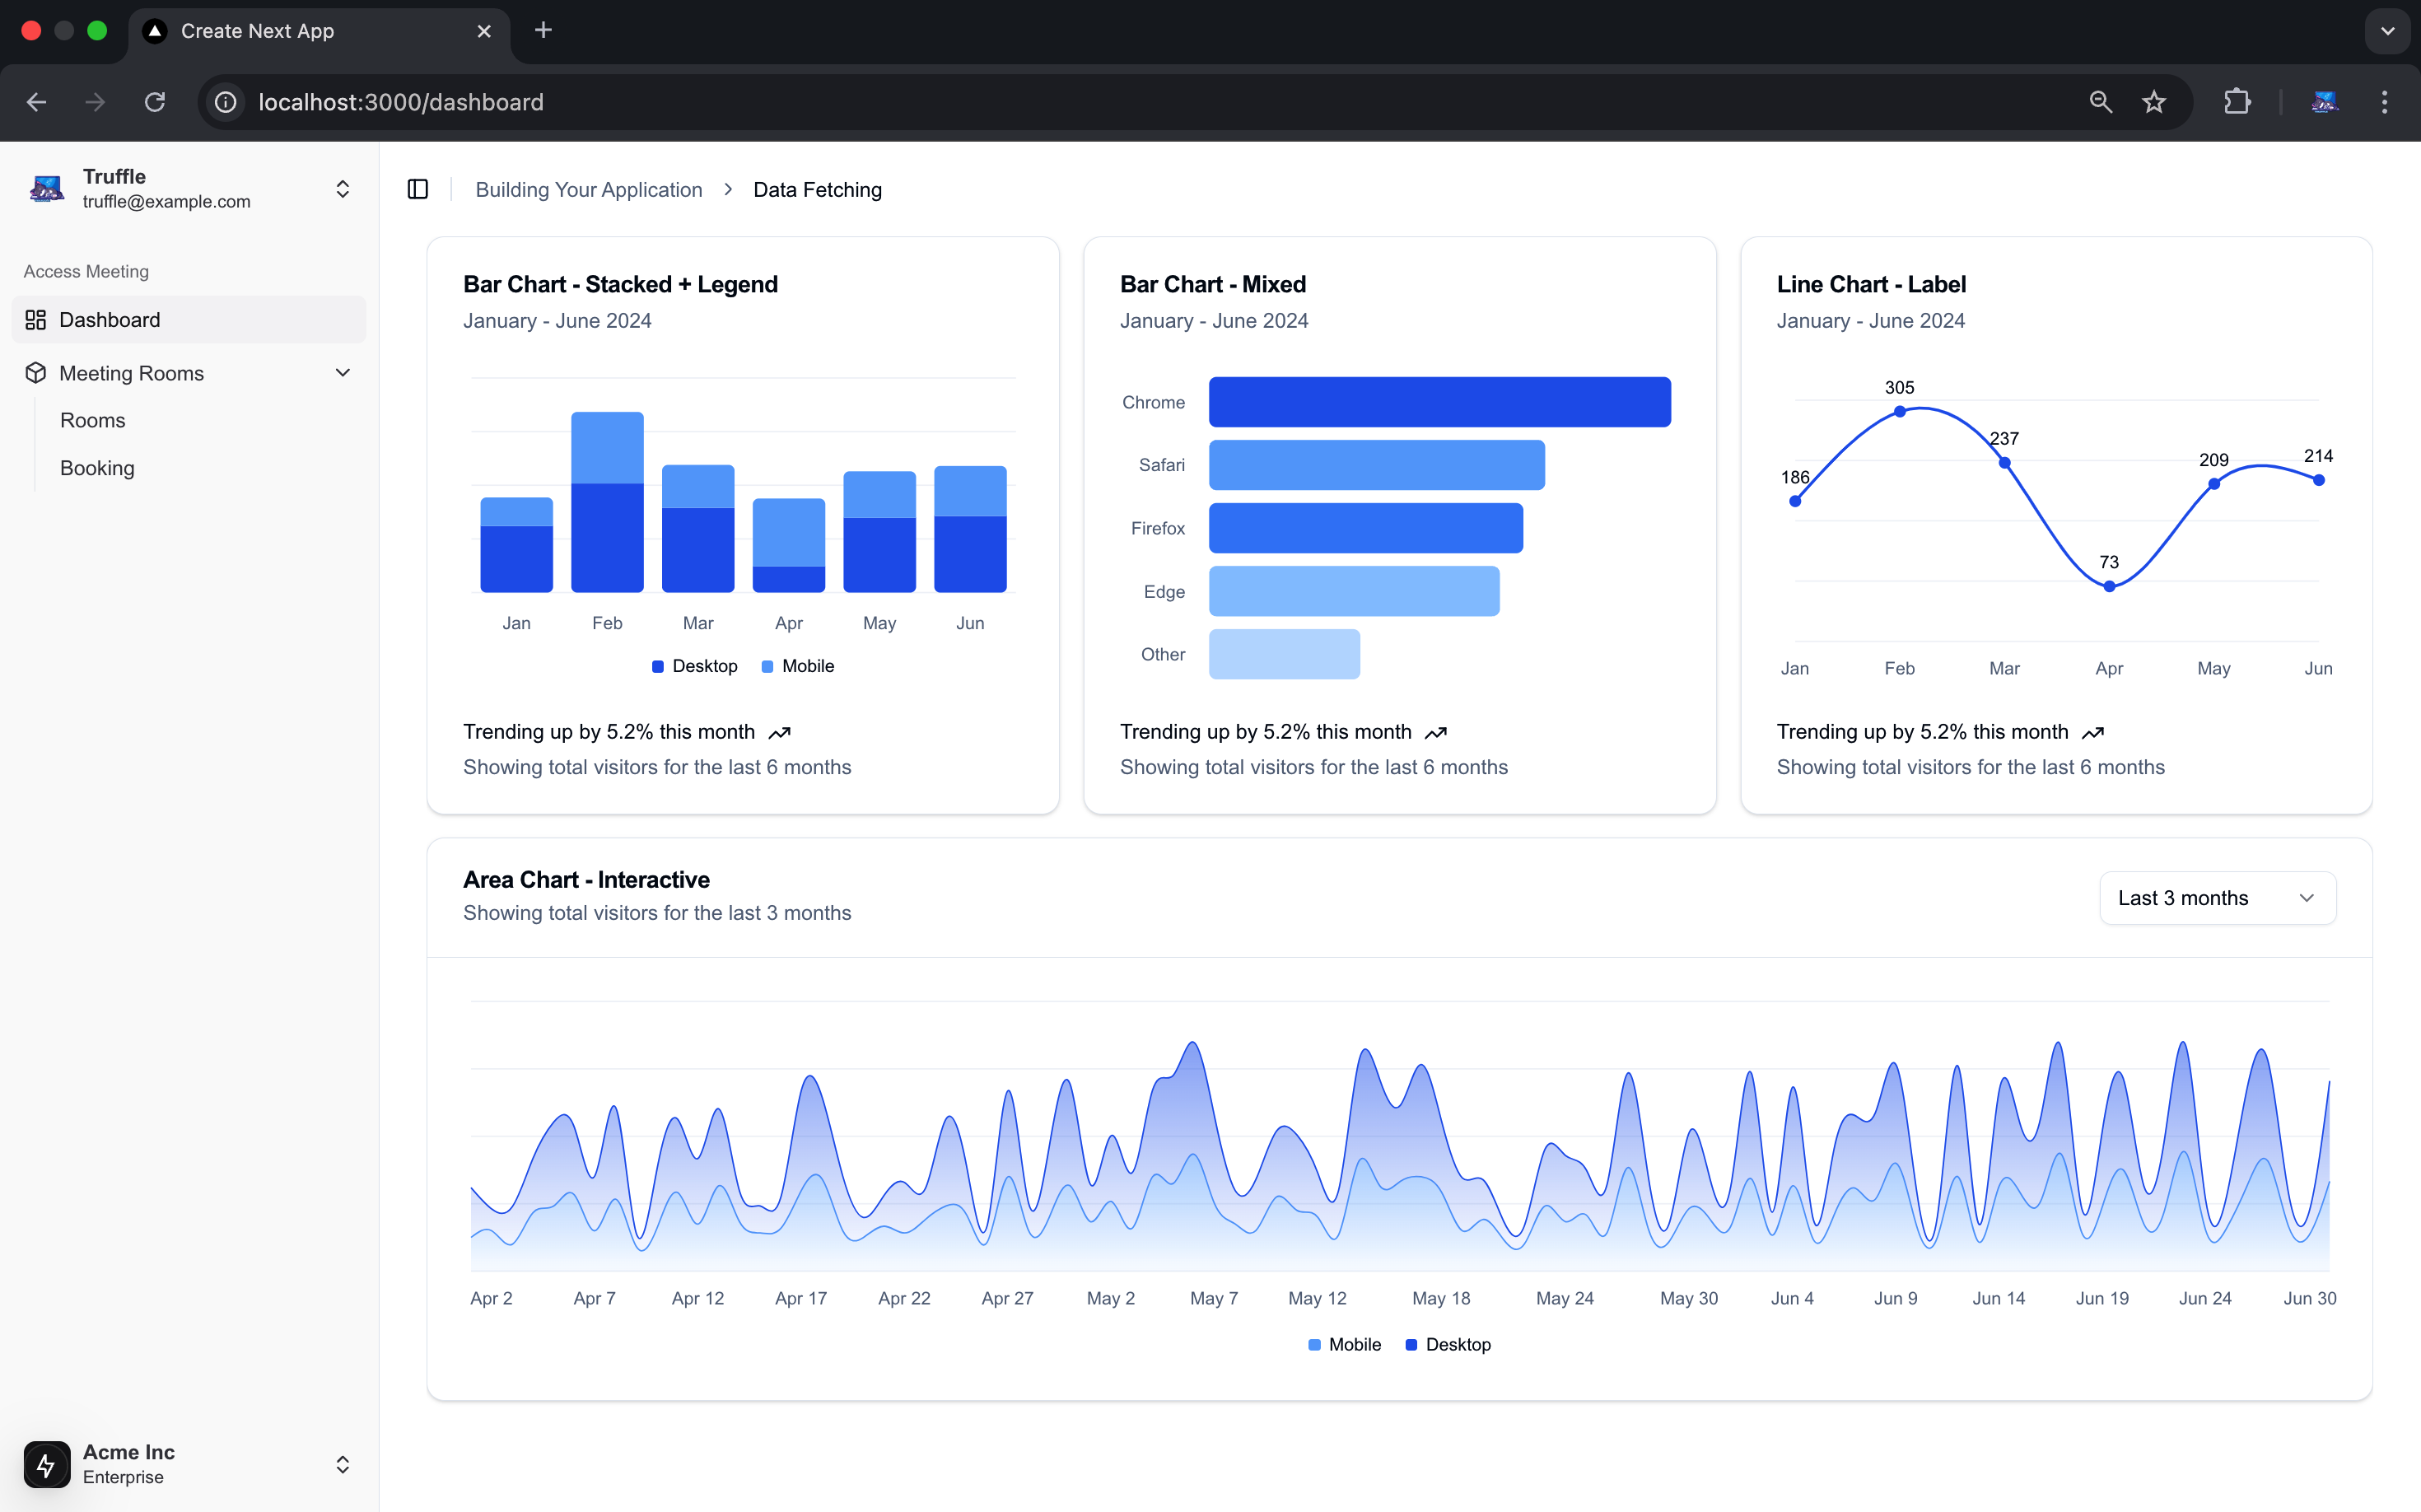 Create Next App
localhost:3000/dashboard
Truffle
truffle@example.com
Access Meeting
Dashboard
Meeting Rooms
Rooms
Booking
Acme Inc
Enterprise
Building Your Application
Data Fetching
Bar Chart - Stacked + Legend
January - June 2024
Jan Feb Mar Apr May Jun
Desktop Mobile
Trending up by 5.2% this month
Showing total visitors for the last 6 months
Bar Chart - Mixed
January - June 2024
Chrome
Safari
Firefox
Edge
Other
Trending up by 5.2% this month
Showing total visitors for the last 6 months
Line Chart - Label
January - June 2024
186 305 237 73 209 214
Jan Feb Mar Apr May Jun
Trending up by 5.2% this month
Showing total visitors for the last 6 months
Area Chart - Interactive
Showing total visitors for the last 3 months
Last 3 months
Apr 2 Apr 7 Apr 12 Apr 17 Apr 22 Apr 27 May 2 May 7 May 12 May 18 May 24 May 30 Jun 4 Jun 9 Jun 14 Jun 19 Jun 24 Jun 30
Mobile Desktop